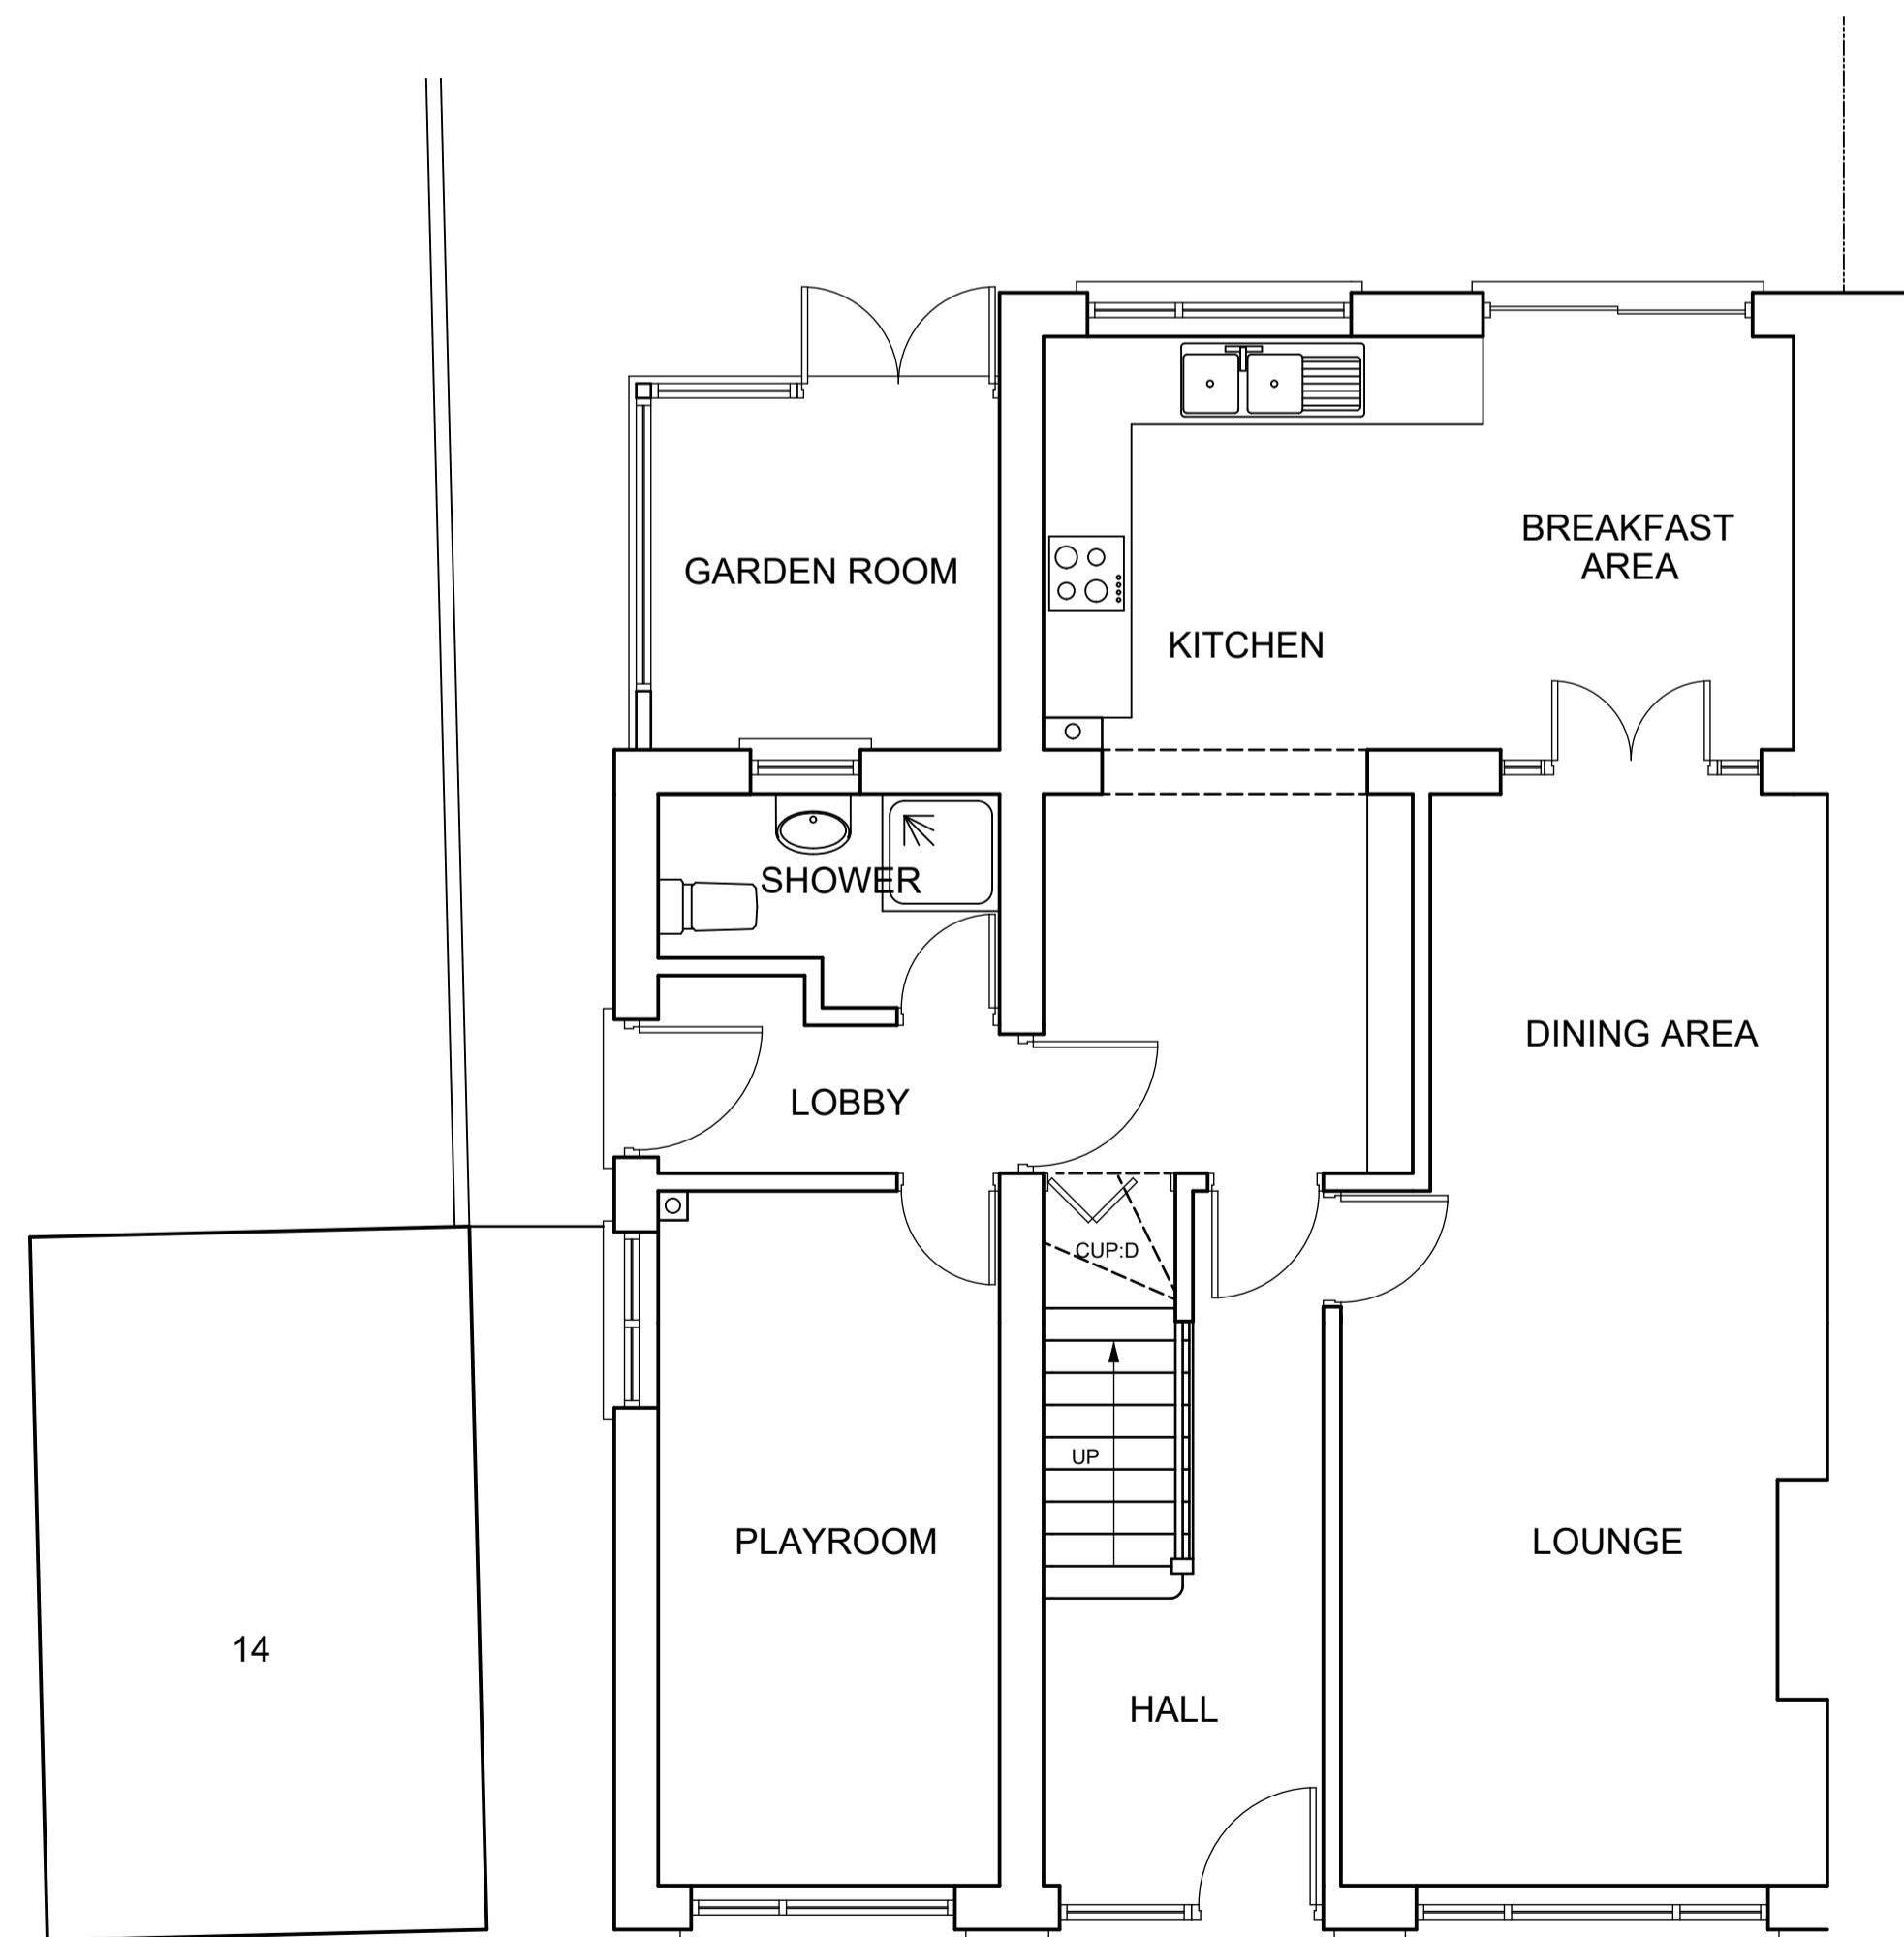 BREAKFAST
AREA
GARDEN ROOM
KITCHEN
SHOWER
DINING AREA
LOBBY
CUP:D
UP
PLAYROOM
LOUNGE
14
HALL